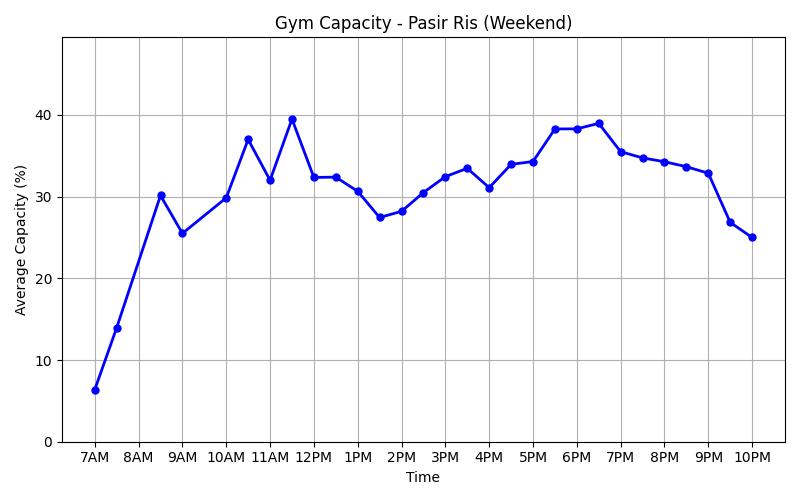 Gym Capacity - Pasir Ris (Weekend)
Average Capacity (%)
40
30
20
10
0
7AM 8AM 9AM 10AM 11AM 12PM 1PM 2PM 3PM 4PM 5PM 6PM 7PM 8PM 9PM 10PM
Time